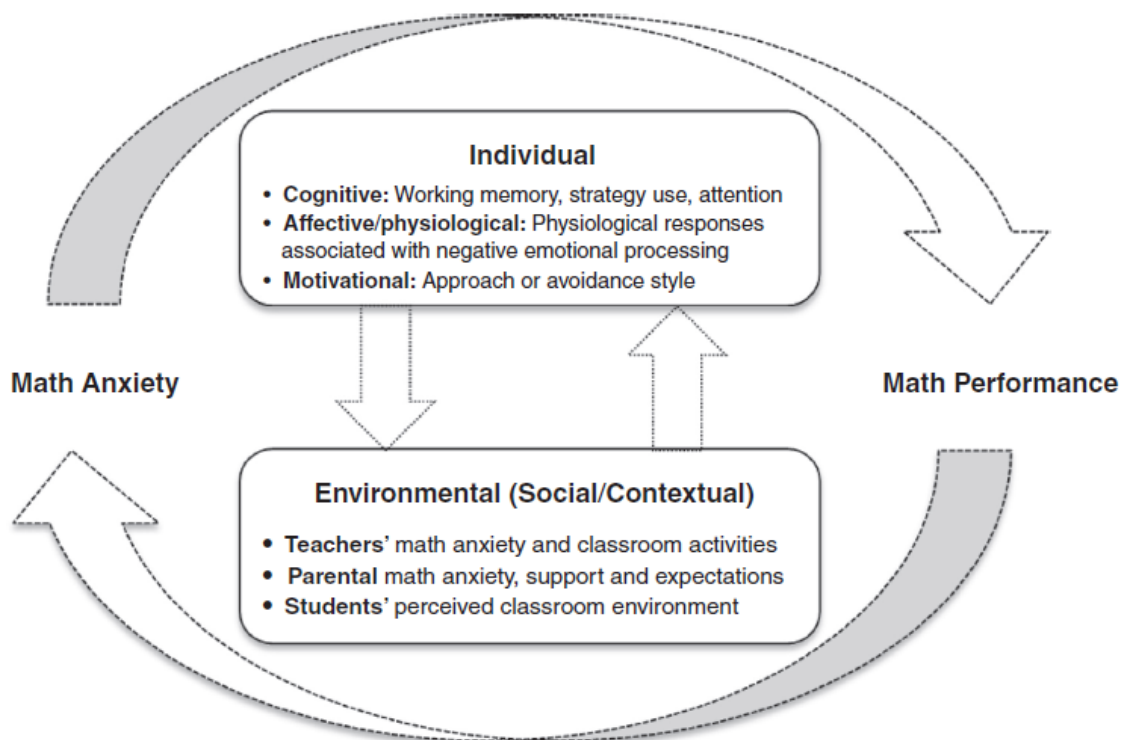 Individual
• Cognitive: Working memory, strategy use, attention
• Affective/physiological: Physiological responses
associated with negative emotional processing
• Motivational: Approach or avoidance style
Math Anxiety
Math Performance
Environmental (Social/Contextual)
• Teachers’ math anxiety and classroom activities
• Parental math anxiety, support and expectations
• Students’ perceived classroom environment